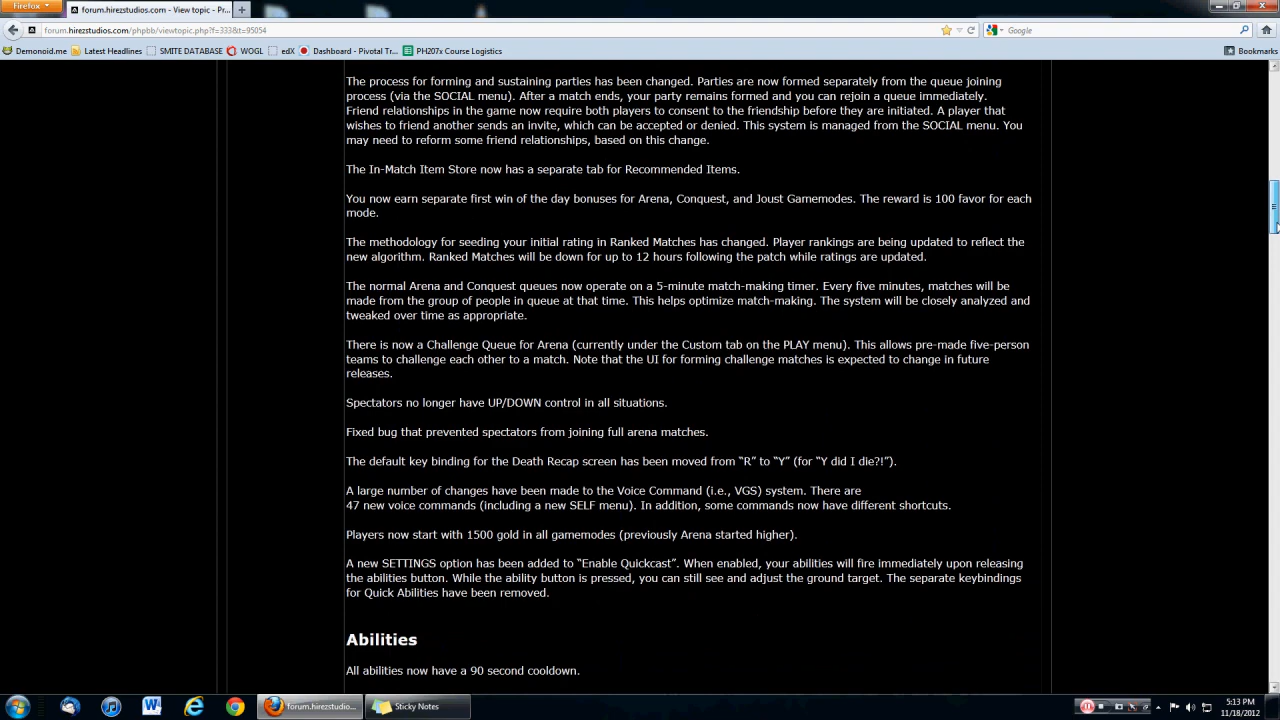 Firefox
forum.hirezstudios.com - View topic - Pr...
forum.hirezstudios.com/phpbb/viewtopic.php?f=333&t=95054
Google
Demonoid.me Latest Headlines SMITE DATABASE WOGL edX Dashboard - Pivotal Tr... PH207x Course Logistics Bookmarks
The process for forming and sustaining parties has been changed. Parties are now formed separately from the queue joining
process (via the SOCIAL menu). After a match ends, your party remains formed and you can rejoin a queue immediately.
Friend relationships in the game now require both players to consent to the friendship before they are initiated. A player that
wishes to friend another sends an invite, which can be accepted or denied. This system is managed from the SOCIAL menu. You
may need to reform some friend relationships, based on this change.
The In-Match Item Store now has a separate tab for Recommended Items.
You now earn separate first win of the day bonuses for Arena, Conquest, and Joust Gamemodes. The reward is 100 favor for each
mode.
The methodology for seeding your initial rating in Ranked Matches has changed. Player rankings are being updated to reflect the
new algorithm. Ranked Matches will be down for up to 12 hours following the patch while ratings are updated.
The normal Arena and Conquest queues now operate on a 5-minute match-making timer. Every five minutes, matches will be
made from the group of people in queue at that time. This helps optimize match-making. The system will be closely analyzed and
tweaked over time as appropriate.
There is now a Challenge Queue for Arena (currently under the Custom tab on the PLAY menu). This allows pre-made five-person
teams to challenge each other to a match. Note that the UI for forming challenge matches is expected to change in future
releases.
Spectators no longer have UP/DOWN control in all situations.
Fixed bug that prevented spectators from joining full arena matches.
The default key binding for the Death Recap screen has been moved from “R” to “Y” (for “Y did I die?!”).
A large number of changes have been made to the Voice Command (i.e., VGS) system. There are
47 new voice commands (including a new SELF menu). In addition, some commands now have different shortcuts.
Players now start with 1500 gold in all gamemodes (previously Arena started higher).
A new SETTINGS option has been added to “Enable Quickcast”. When enabled, your abilities will fire immediately upon releasing
the abilities button. While the ability button is pressed, you can still see and adjust the ground target. The separate keybindings
for Quick Abilities have been removed.
Abilities
All abilities now have a 90 second cooldown.
forum.hirezstudio... Sticky Notes
5:13 PM
11/18/2012